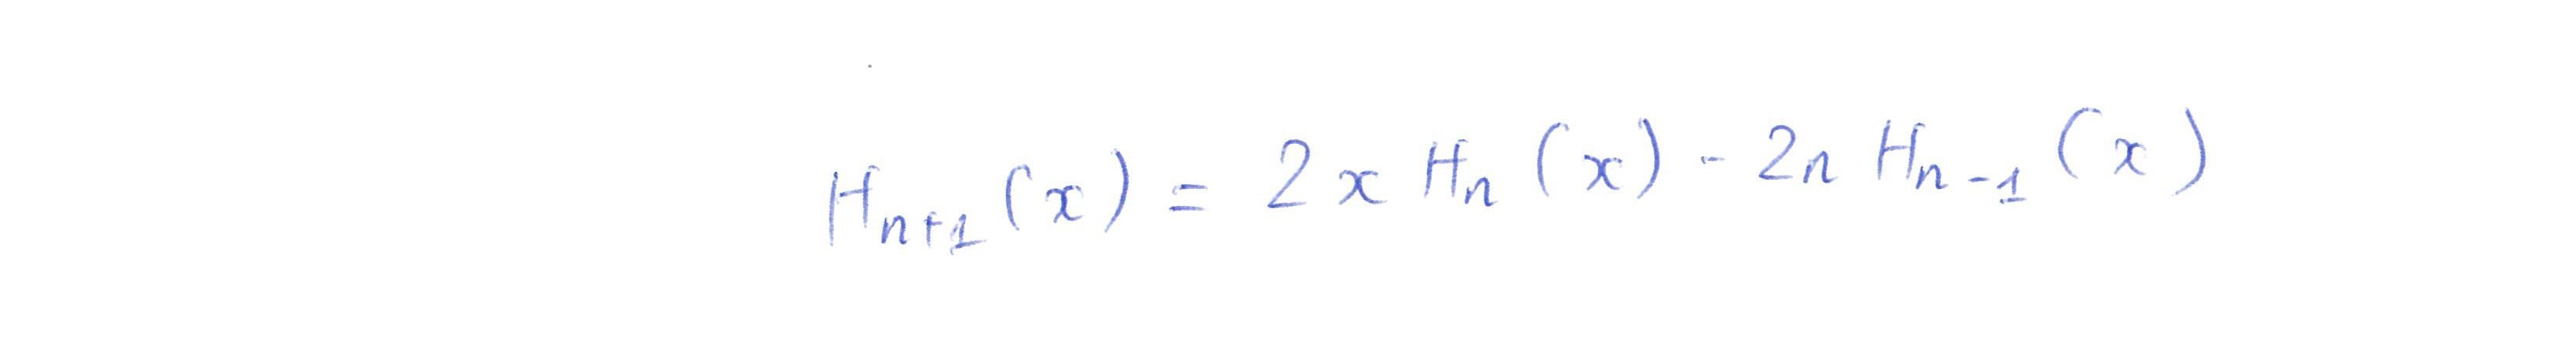 H_{n+1}(x) = 2x H_n(x) - 2n H_{n-1}(x)